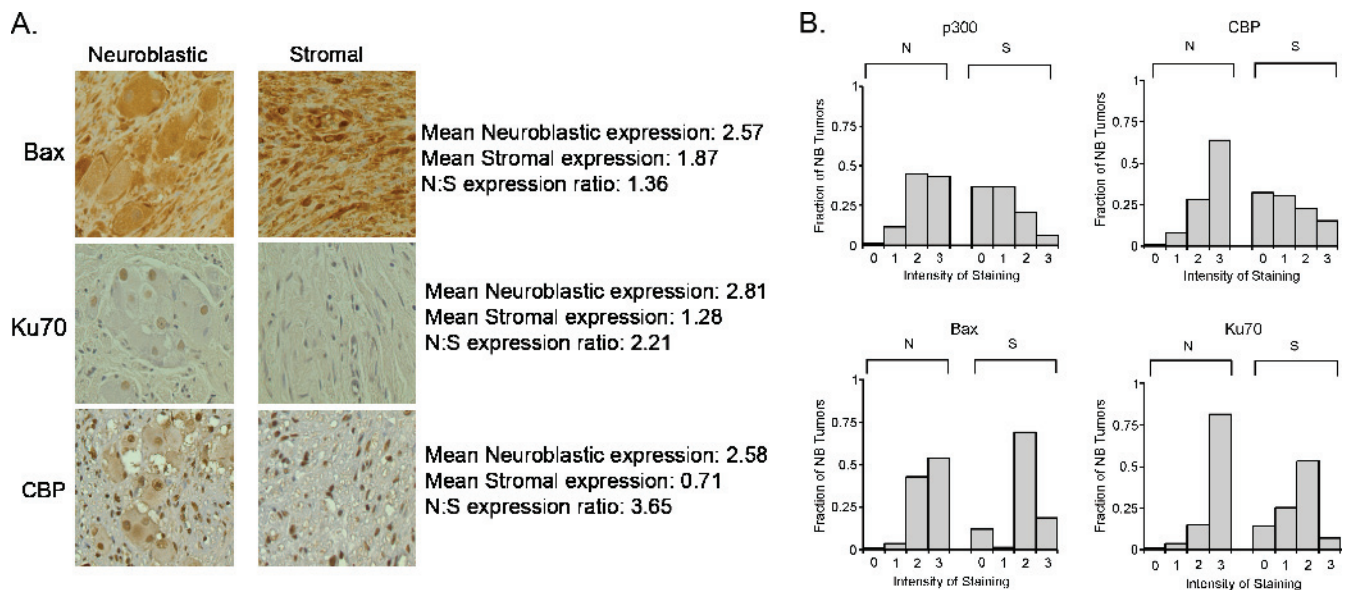 A.
Neuroblastic Stromal
Bax
Mean Neuroblastic expression: 2.57
Mean Stromal expression: 1.87
N:S expression ratio: 1.36
Ku70
Mean Neuroblastic expression: 2.81
Mean Stromal expression: 1.28
N:S expression ratio: 2.21
CBP
Mean Neuroblastic expression: 2.58
Mean Stromal expression: 0.71
N:S expression ratio: 3.65
B.
p300
N S
Fraction of NB Tumors
1
0.75
0.5
0.25
0
0 1 2 3 0 1 2 3
Intensity of Staining
CBP
N S
Fraction of NB Tumors
1
0.75
0.5
0.25
0
0 1 2 3 0 1 2 3
Intensity of Staining
Bax
N S
Fraction of NB Tumors
1
0.75
0.5
0.25
0
0 1 2 3 0 1 2 3
Intensity of Staining
Ku70
N S
Fraction of NB Tumors
1
0.75
0.5
0.25
0
0 1 2 3 0 1 2 3
Intensity of Staining